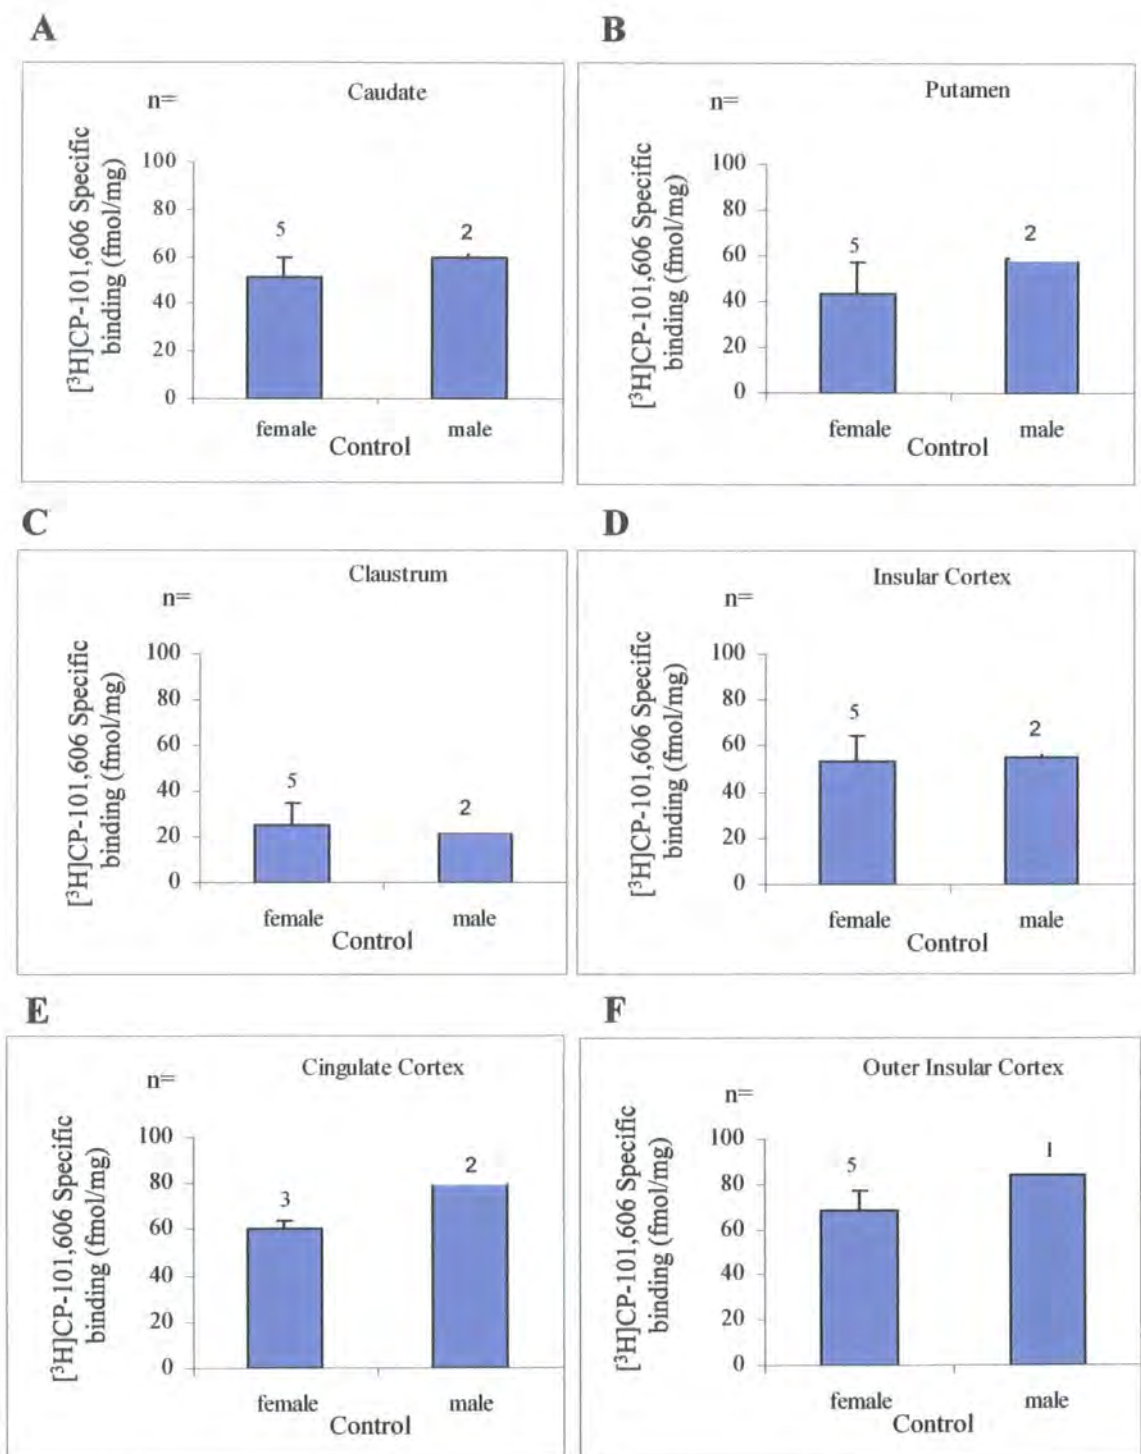 A
n=
Caudate
[³H]CP-101,606 Specific
binding (fmol/mg)
100
80
60
40
20
0
5
2
female
male
Control
B
n=
Putamen
[³H]CP-101,606 Specific
binding (fmol/mg)
100
80
60
40
20
0
5
2
female
male
Control
C
Claustrum
n=
[³H]CP-101,606 Specific
binding (fmol/mg)
100
80
60
40
20
0
5
2
female
male
Control
D
Insular Cortex
n=
[³H]CP-101,606 Specific
binding (fmol/mg)
100
80
60
40
20
0
5
2
female
male
Control
E
Cingulate Cortex
n=
[³H]CP-101,606 Specific
binding (fmol/mg)
100
80
60
40
20
0
3
2
female
male
Control
F
Outer Insular Cortex
n=
[³H]CP-101,606 Specific
binding (fmol/mg)
100
80
60
40
20
0
5
1
female
male
Control